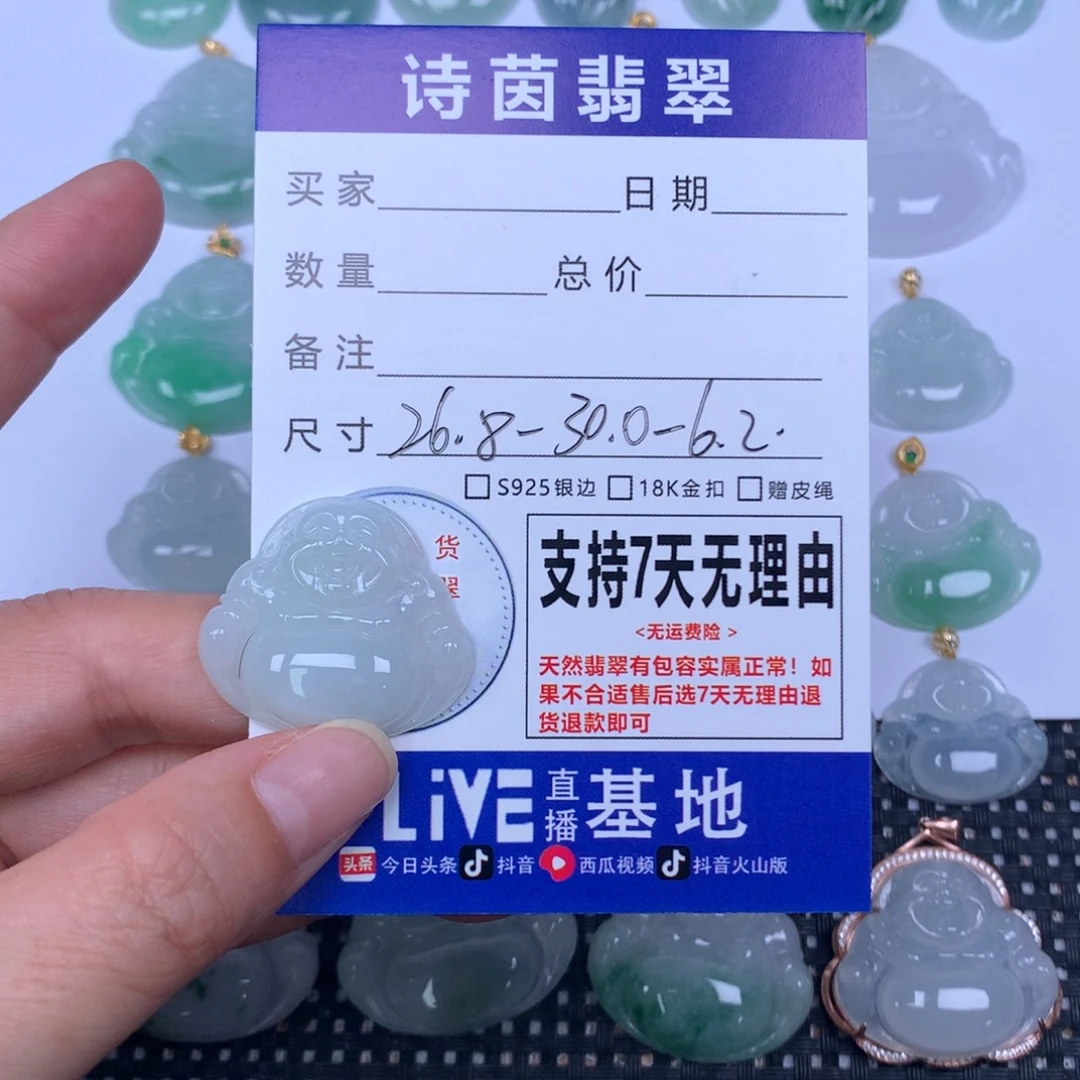 诗茵翡翠
买家 日期
数量 总价
备注
尺寸 26.8-30.0-6.2.
S925银边 18K金扣 赠皮绳
货
支持7天无理由
<无运费险>
天然翡翠有包容实属正常!如
果不合适售后选7天无理由退
货退款即可
LiVE直播基地
头条 今日头条 抖音 西瓜视频 抖音火山版